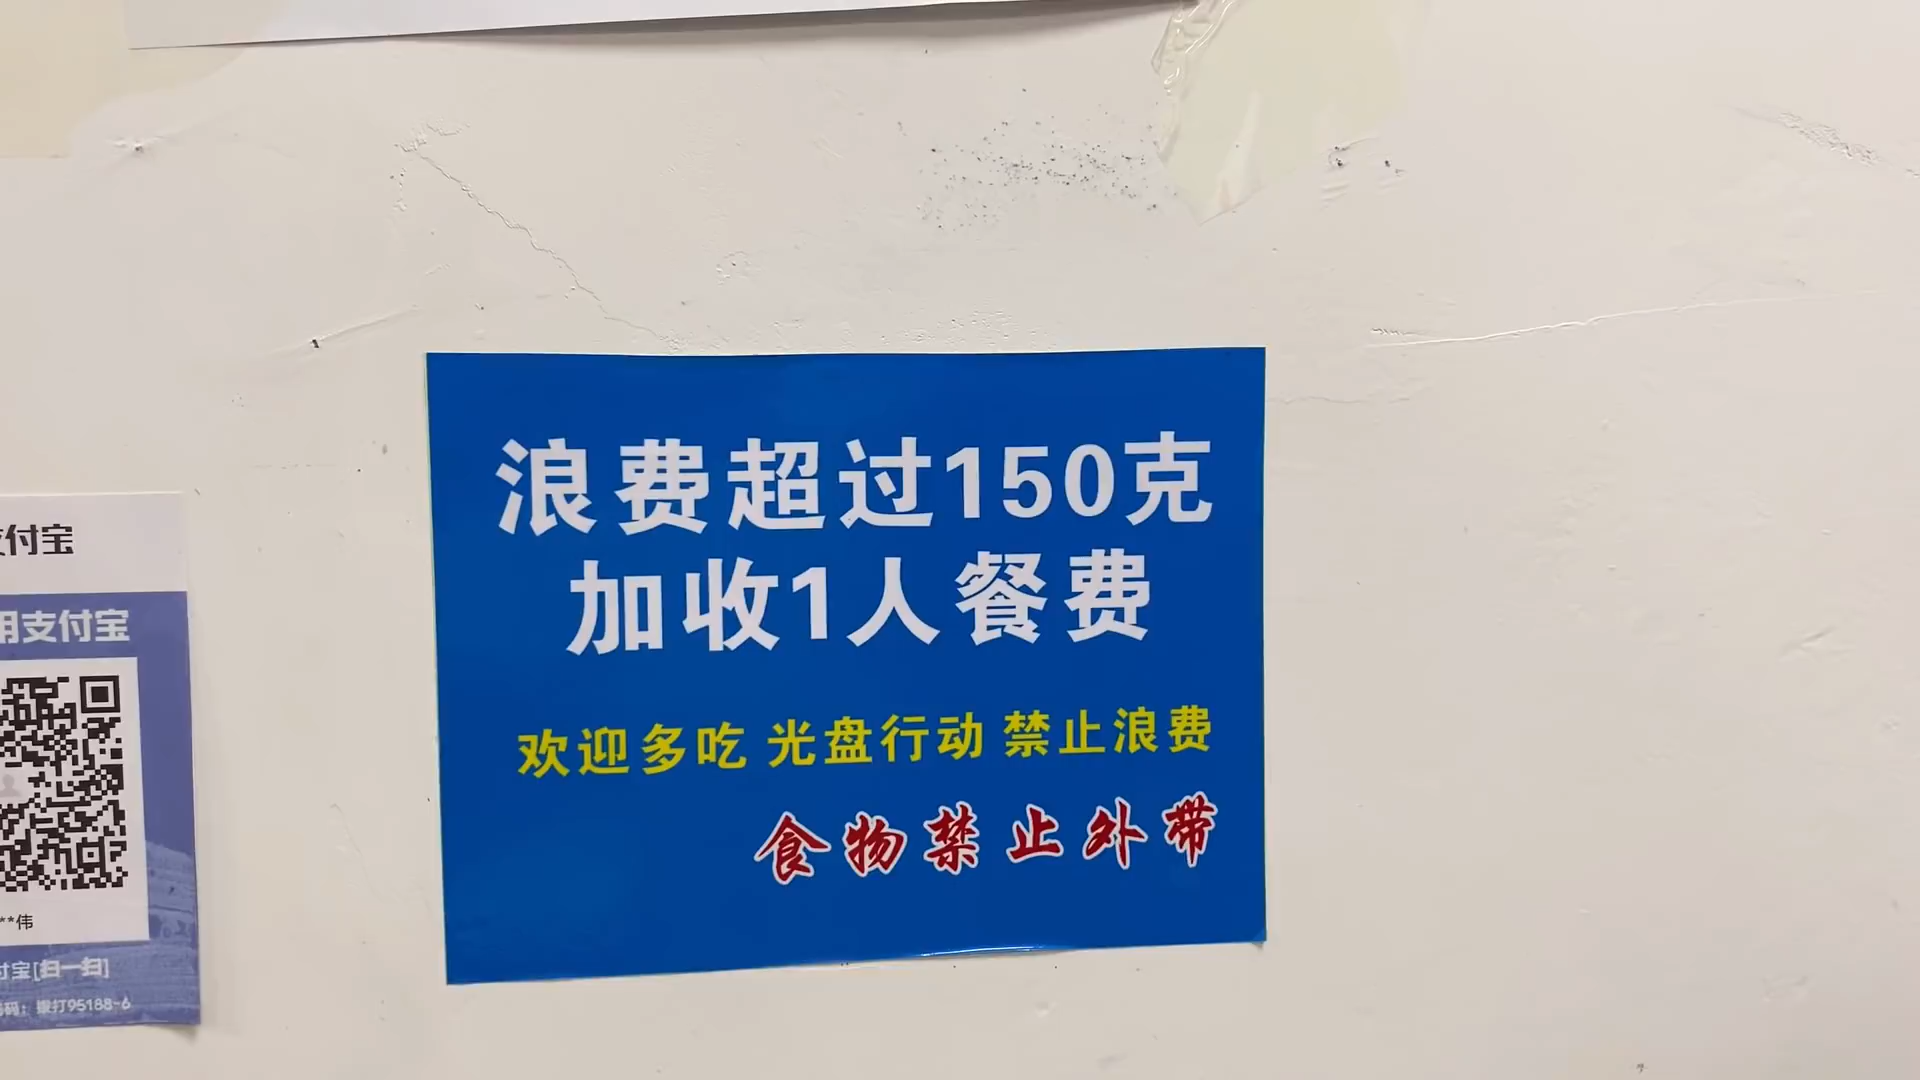 浪费超过150克
加收1人餐费
欢迎多吃 光盘行动 禁止浪费
食物禁止外带
付宝
用支付宝
**伟
付宝[扫一扫]
码：拨打95188-6